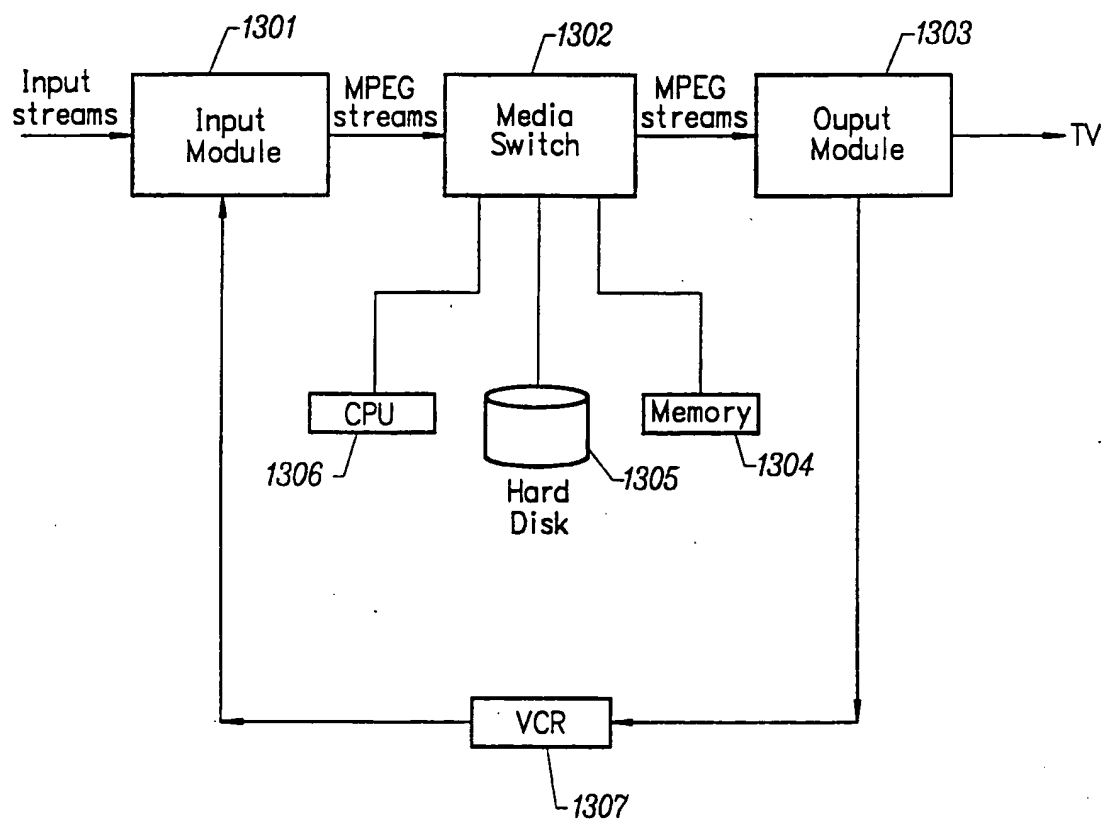 1301
1302
1303
Input
streams
Input
Module
MPEG
streams
Media
Switch
MPEG
streams
Ouput
Module
TV
CPU
1306
Hard
Disk
1305
Memory
1304
VCR
1307